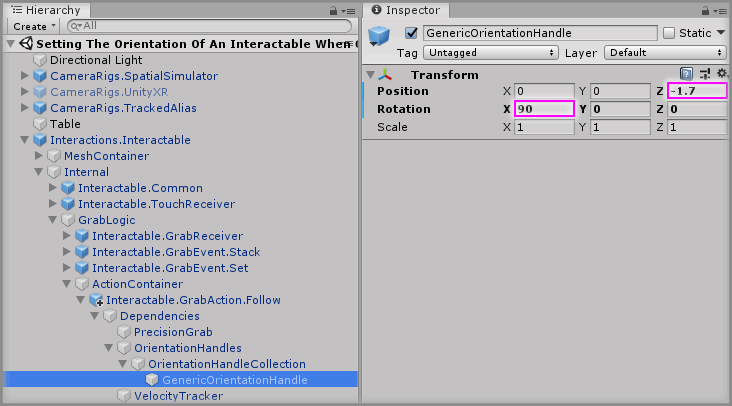 Hierarchy
Create
All
Setting The Orientation Of An Interactable When
Directional Light
CameraRigs.SpatialSimulator
CameraRigs.UnityXR
CameraRigs.TrackedAlias
Table
Interactions.Interactable
MeshContainer
Internal
Interactable.Common
Interactable.TouchReceiver
GrabLogic
Interactable.GrabReceiver
Interactable.GrabEvent.Stack
Interactable.GrabEvent.Set
ActionContainer
Interactable.GrabAction.Follow
Dependencies
PrecisionGrab
OrientationHandles
OrientationHandleCollection
GenericOrientationHandle
VelocityTracker
Inspector
GenericOrientationHandle Static
Tag Untagged Layer Default
Transform
Position X 0 Y 0 Z -1.7
Rotation X 90 Y 0 Z 0
Scale X 1 Y 1 Z 1